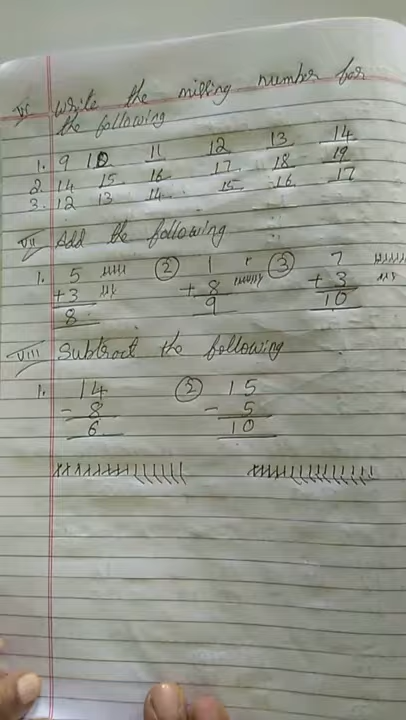 VI Write the missing number for
the following
1. 9 10 11 12 13 14
2. 14 15 16 17 18 19
3. 12 13 14 15 16 17
VII Add the following
1. 5 ② 1 ③ 7
+ 3 + 8 + 3
8 9 10
VIII Subtract the following
1. 14 ② 15
- 8 - 5
6 10